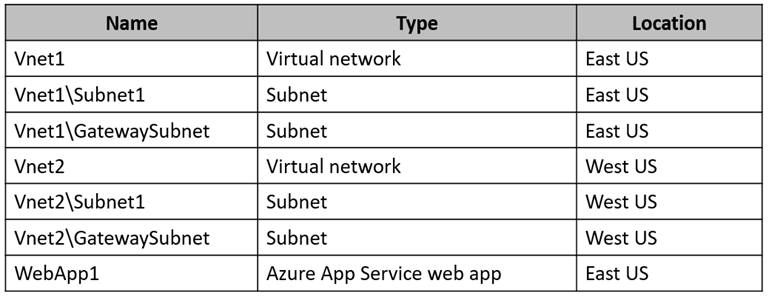 Name Type Location
Vnet1 Virtual network East US
Vnet1\Subnet1 Subnet East US
Vnet1\GatewaySubnet Subnet East US
Vnet2 Virtual network West US
Vnet2\Subnet1 Subnet West US
Vnet2\GatewaySubnet Subnet West US
WebApp1 Azure App Service web app East US